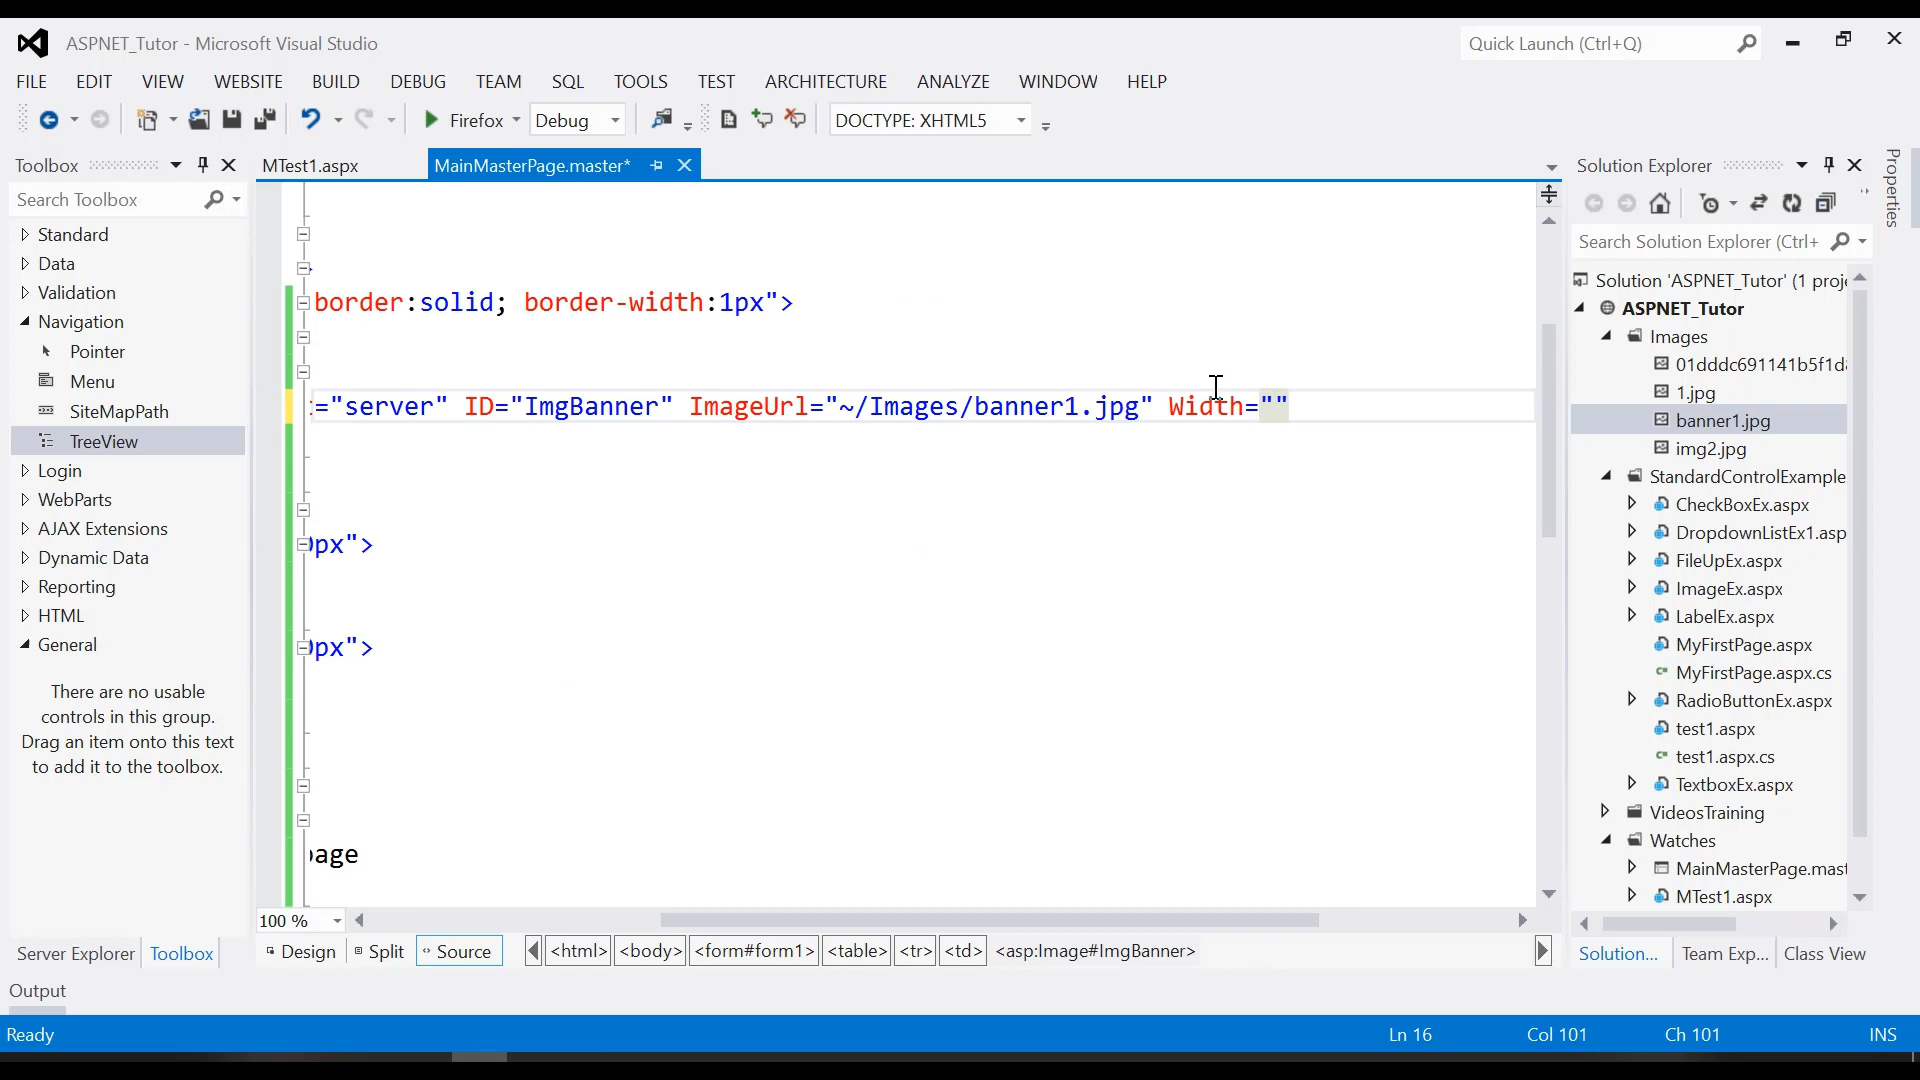 ASPNET_Tutor - Microsoft Visual Studio
Quick Launch (Ctrl+Q)
FILE EDIT VIEW WEBSITE BUILD DEBUG TEAM SQL TOOLS TEST ARCHITECTURE ANALYZE WINDOW HELP
Firefox Debug DOCTYPE: XHTML5
Toolbox
Search Toolbox
Standard
Data
Validation
Navigation
Pointer
Menu
SiteMapPath
TreeView
Login
WebParts
AJAX Extensions
Dynamic Data
Reporting
HTML
General
There are no usable
controls in this group.
Drag an item onto this text
to add it to the toolbox.
Server Explorer Toolbox
MTest1.aspx MainMasterPage.master*
border:solid; border-width:1px">
="server" ID="ImgBanner" ImageUrl="~/Images/banner1.jpg" Width=""
px">
px">
page
100 %
Design Split Source <html> <body> <form#form1> <table> <tr> <td> <asp:Image#ImgBanner>
Solution Explorer
Search Solution Explorer (Ctrl+
Solution 'ASPNET_Tutor' (1 proj
ASPNET_Tutor
Images
01dddc691141b5f1d
1.jpg
banner1.jpg
img2.jpg
StandardControlExample
CheckBoxEx.aspx
DropdownListEx1.asp
FileUpEx.aspx
ImageEx.aspx
LabelEx.aspx
MyFirstPage.aspx
MyFirstPage.aspx.cs
RadioButtonEx.aspx
test1.aspx
test1.aspx.cs
TextboxEx.aspx
VideosTraining
Watches
MainMasterPage.mast
MTest1.aspx
Solution... Team Exp... Class View
Properties
Output
Ready Ln 16 Col 101 Ch 101 INS